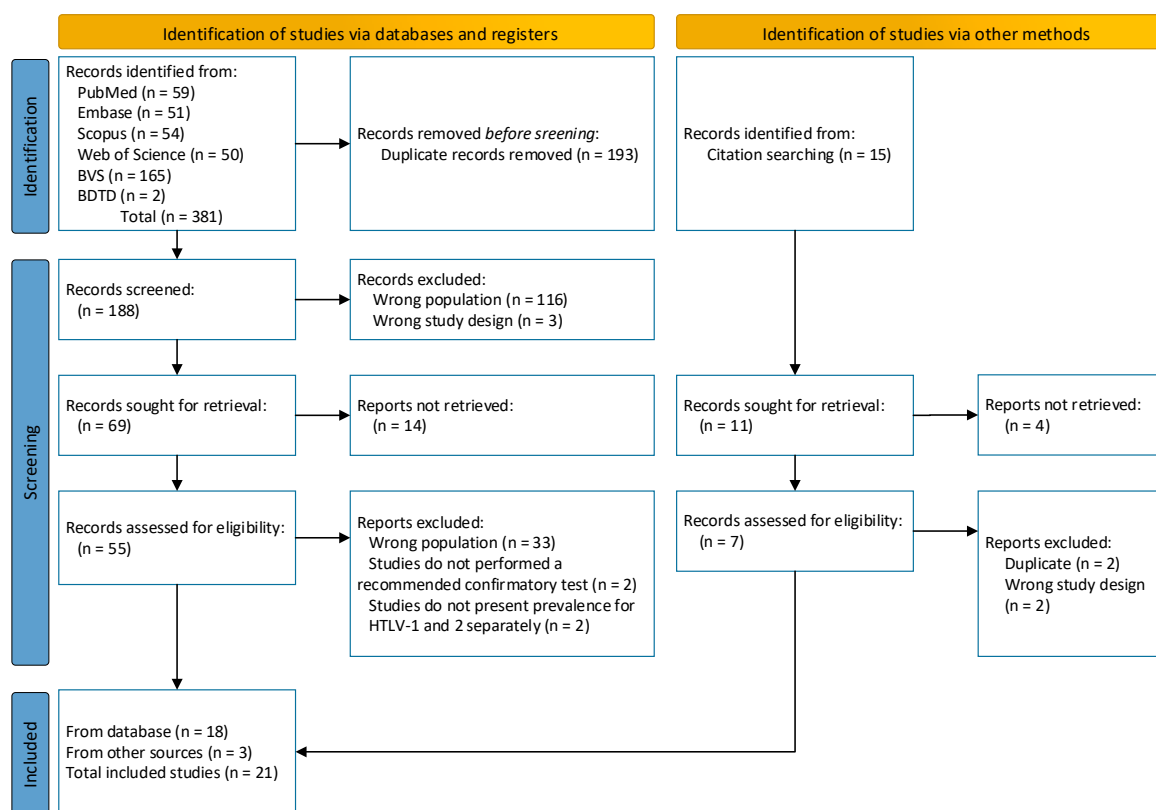 Identification of studies via databases and registers
Identification of studies via other methods
Identification
Records identified from:
PubMed (n = 59)
Embase (n = 51)
Scopus (n = 54)
Web of Science (n = 50)
BVS (n = 165)
BDTD (n = 2)
Total (n = 381)
Records removed before sreening:
Duplicate records removed (n = 193)
Records identified from:
Citation searching (n = 15)
Screening
Records screened:
(n = 188)
Records excluded:
Wrong population (n = 116)
Wrong study design (n = 3)
Records sought for retrieval:
(n = 69)
Reports not retrieved:
(n = 14)
Records sought for retrieval:
(n = 11)
Reports not retrieved:
(n = 4)
Records assessed for eligibility:
(n = 55)
Reports excluded:
Wrong population (n = 33)
Studies do not performed a
recommended confirmatory test (n = 2)
Studies do not present prevalence for
HTLV-1 and 2 separately (n = 2)
Records assessed for eligibility:
(n = 7)
Reports excluded:
Duplicate (n = 2)
Wrong study design
(n = 2)
Included
From database (n = 18)
From other sources (n = 3)
Total included studies (n = 21)